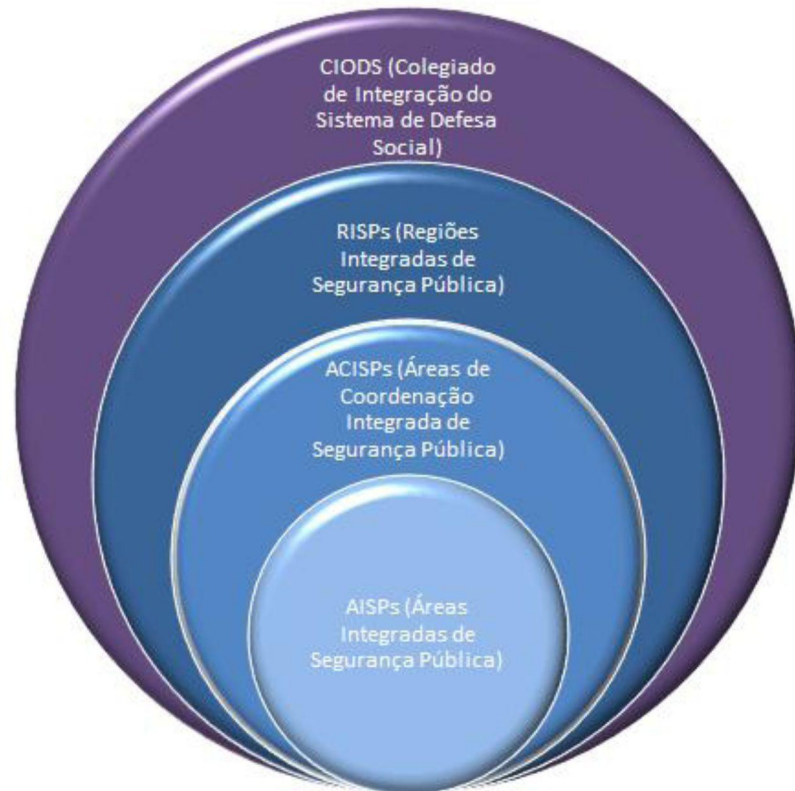 CIODS (Colegiado
de Integração do
Sistema de Defesa
Social)
RISPs (Regiões
Integradas de
Segurança Pública)
ACISPs (Áreas de
Coordenação
Integrada de
Segurança Pública)
AISPs (Áreas
Integradas de
Segurança Pública)